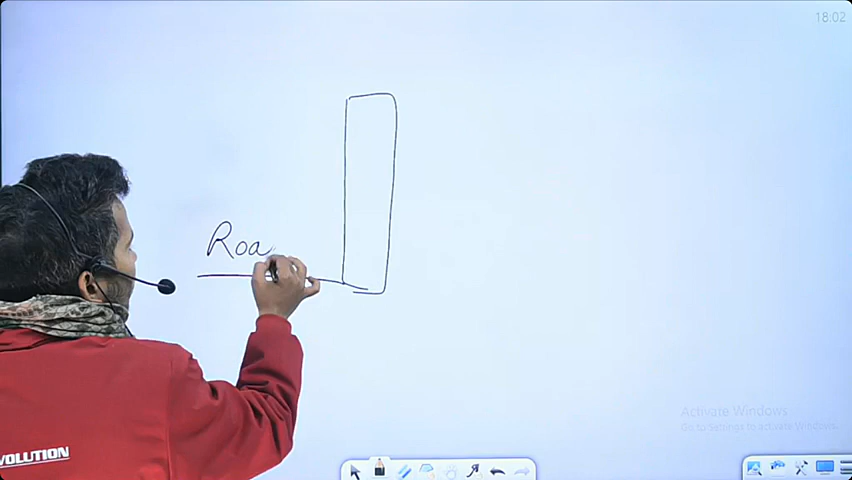 18:02
Roa
Activate Windows
Go to Settings to activate Windows.
VOLUTION